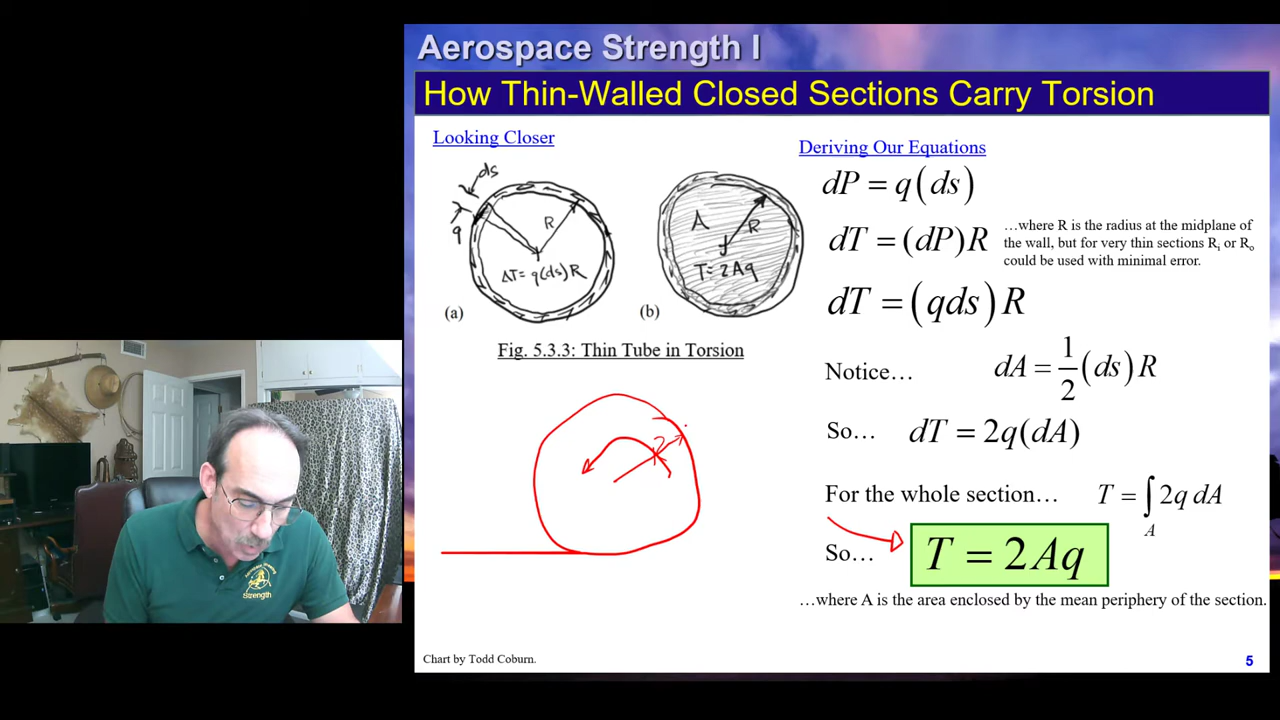 Aerospace Strength I
How Thin-Walled Closed Sections Carry Torsion
Looking Closer
ds
q
R
ΔT = q(ds)R
(a)
A
R
T = 2Aq
(b)
Fig. 5.3.3: Thin Tube in Torsion
R
Deriving Our Equations
dP = q(ds)
dT = (dP)R
…where R is the radius at the midplane of
the wall, but for very thin sections Ri or Ro
could be used with minimal error.
dT = (qds)R
Notice… dA = 1/2 (ds)R
So… dT = 2q(dA)
For the whole section… T = ∫A 2q dA
So… T = 2Aq
…where A is the area enclosed by the mean periphery of the section.
Strength
Chart by Todd Coburn.
5